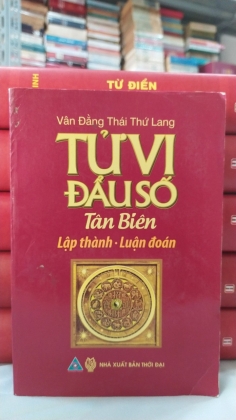 TỪ ĐIỂN
Vân Đằng Thái Thứ Lang
TỬ VI
ĐẨU SỐ
Tân Biên
Lập thành · Luận đoán
NHÀ XUẤT BẢN THỜI ĐẠI